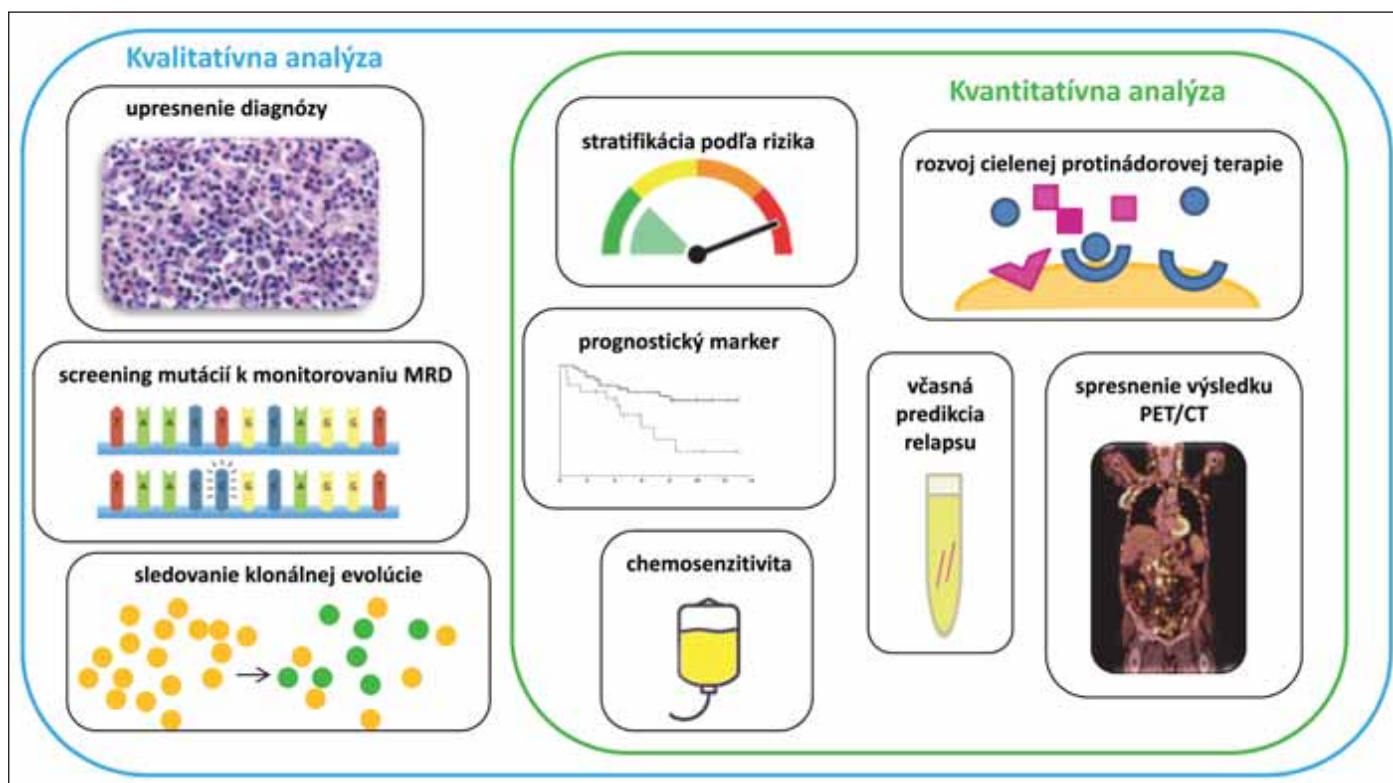 Kvalitatívna analýza
upresnenie diagnózy
screening mutácií k monitorovaniu MRD
sledovanie klonálnej evolúcie
Kvantitatívna analýza
stratifikácia podľa rizika
rozvoj cielenej protinádorovej terapie
prognostický marker
včasná
predikcia
relapsu
spresnenie výsledku
PET/CT
chemosenzitivita